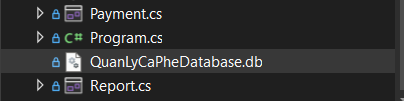 Payment.cs
C# Program.cs
QuanLyCaPheDatabase.db
Report.cs